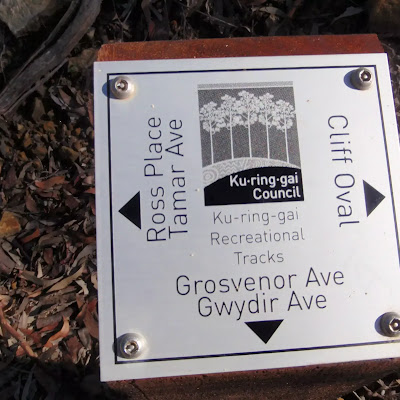 Ku·ring·gai
Council
Ku-ring-gai
Recreational
Tracks
Ross Place
Tamar Ave
Cliff Oval
Grosvenor Ave
Gwydir Ave